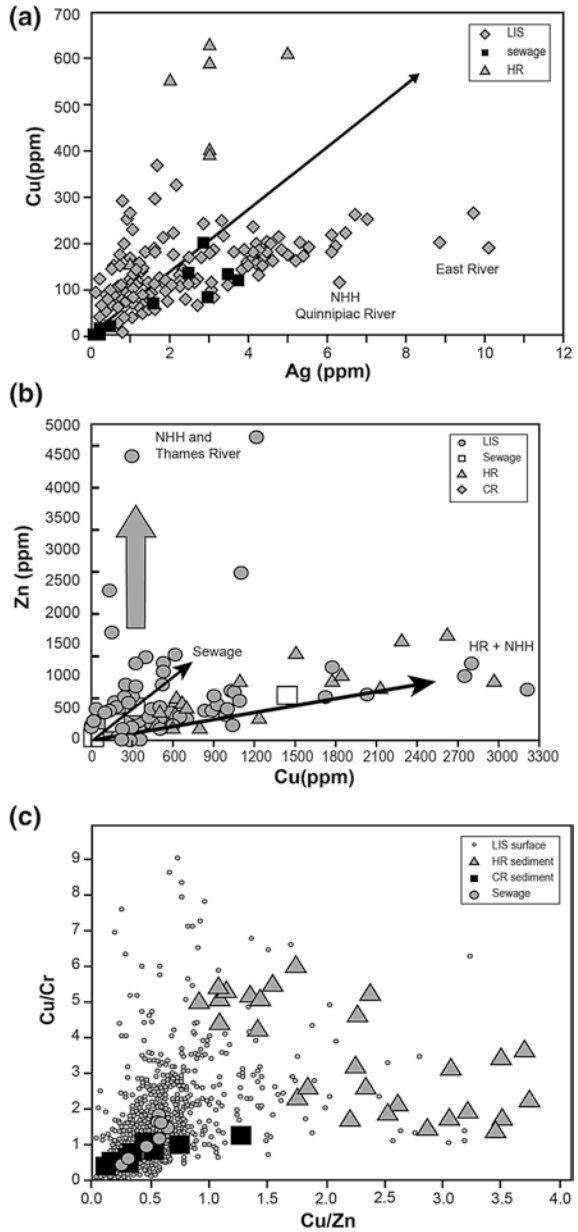 (a)
700
600
500
400
300
200
100
0
Cu(ppm)
LIS
sewage
HR
East River
NHH
Quinnipiac River
0
2
4
6
8
10
12
Ag (ppm)
(b)
5000
4500
4000
3500
3000
2500
2000
1500
1000
500
0
Zn (ppm)
NHH and
Thames River
LIS
Sewage
HR
CR
Sewage
HR + NHH
0
300
600
900
1200
1500
1800
2100
2400
2700
3000
3300
Cu(ppm)
(c)
9
8
7
6
5
4
3
2
1
0
Cu/Cr
LIS surface
HR sediment
CR sediment
Sewage
0.0
0.5
1.0
1.5
2.0
2.5
3.0
3.5
4.0
Cu/Zn